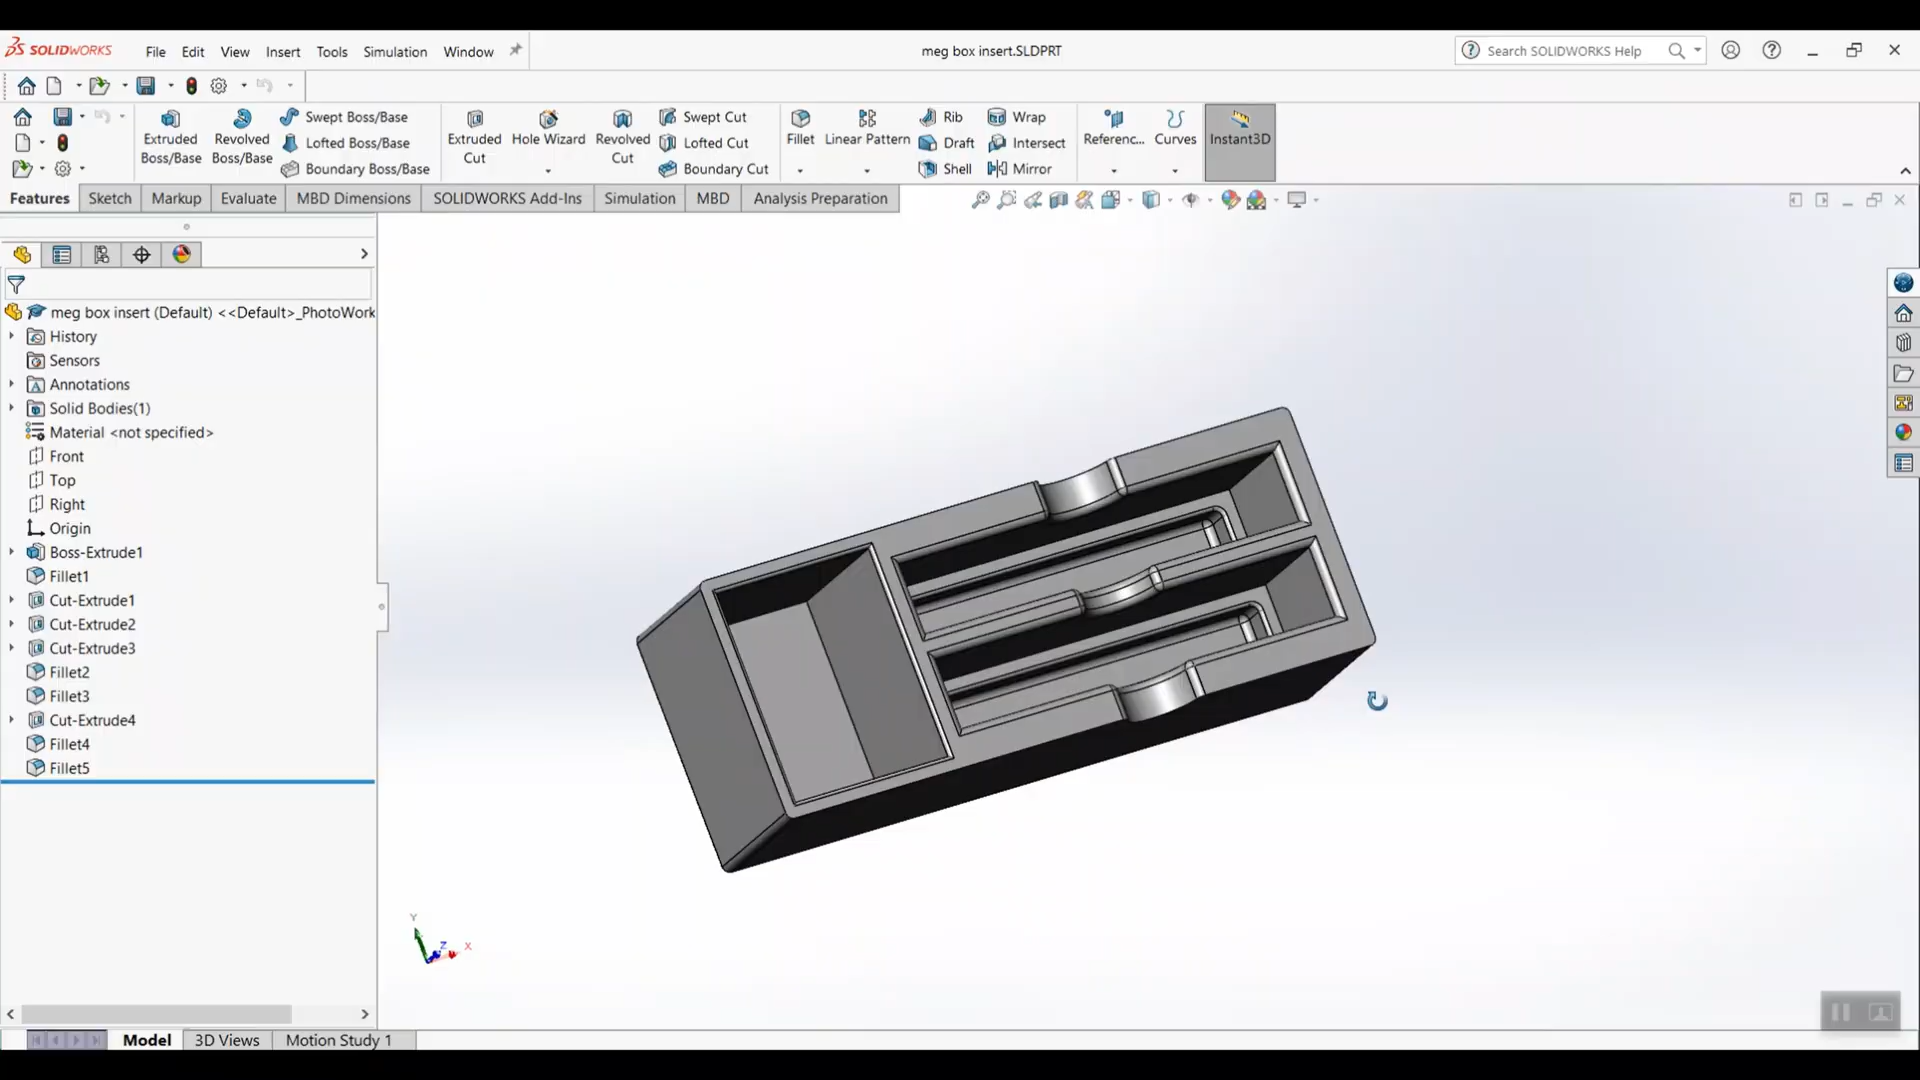 SOLIDWORKS File Edit View Insert Tools Simulation Window meg box insert.SLDPRT Search SOLIDWORKS Help
Extruded Boss/Base
Revolved Boss/Base
Swept Boss/Base
Lofted Boss/Base
Boundary Boss/Base
Extruded Cut
Hole Wizard
Revolved Cut
Swept Cut
Lofted Cut
Boundary Cut
Fillet
Linear Pattern
Rib
Draft
Shell
Wrap
Intersect
Mirror
Referenc...
Curves
Instant3D
Features Sketch Markup Evaluate MBD Dimensions SOLIDWORKS Add-Ins Simulation MBD Analysis Preparation
meg box insert (Default) <<Default>_PhotoWork
History
Sensors
Annotations
Solid Bodies(1)
Material <not specified>
Front
Top
Right
Origin
Boss-Extrude1
Fillet1
Cut-Extrude1
Cut-Extrude2
Cut-Extrude3
Fillet2
Fillet3
Cut-Extrude4
Fillet4
Fillet5
Y
Z
X
Model 3D Views Motion Study 1